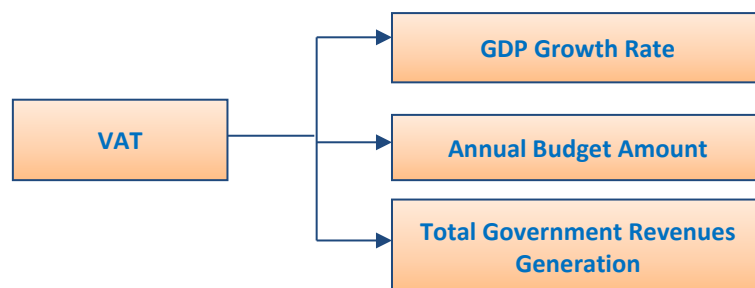 GDP Growth Rate
VAT
Annual Budget Amount
Total Government Revenues
Generation